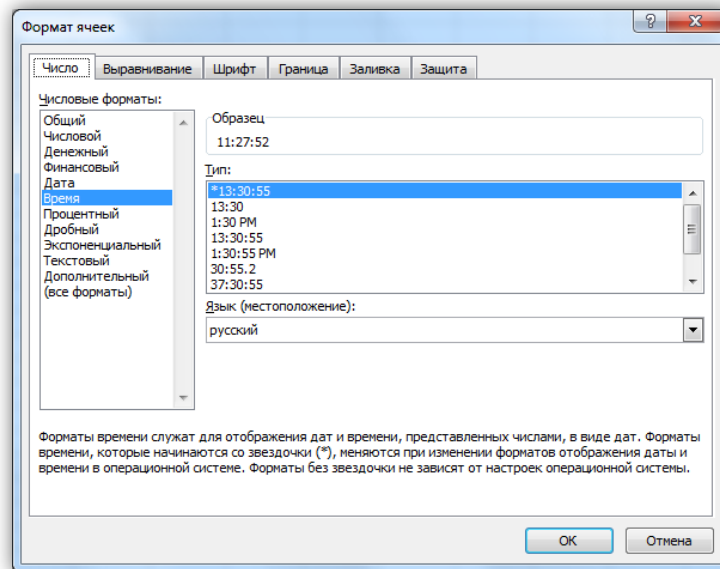 Формат ячеек
Число Выравнивание Шрифт Граница Заливка Защита
Числовые форматы:
Общий
Числовой
Денежный
Финансовый
Дата
Время
Процентный
Дробный
Экспоненциальный
Текстовый
Дополнительный
(все форматы)
Образец
11:27:52
Тип:
*13:30:55
13:30
1:30 PM
13:30:55
1:30:55 PM
30:55.2
37:30:55
Язык (местоположение):
русский
Форматы времени служат для отображения дат и времени, представленных числами, в виде дат. Форматы
времени, которые начинаются со звездочки (*), меняются при изменении форматов отображения даты и
времени в операционной системе. Форматы без звездочки не зависят от настроек операционной системы.
ОК Отмена